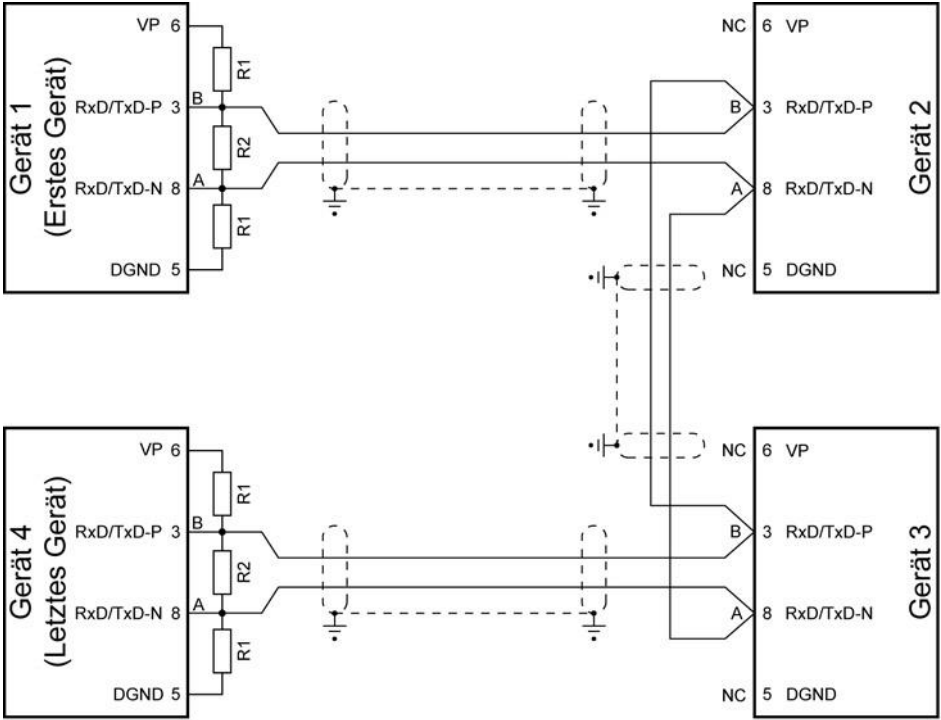 Gerät 1
(Erstes Gerät)
VP 6
R1
B
RxD/TxD-P 3
R2
A
RxD/TxD-N 8
R1
DGND 5
NC 6 VP
B 3 RxD/TxD-P
A 8 RxD/TxD-N
NC 5 DGND
Gerät 2
Gerät 4
(Letztes Gerät)
VP 6
R1
B
RxD/TxD-P 3
R2
A
RxD/TxD-N 8
R1
DGND 5
NC 6 VP
B 3 RxD/TxD-P
A 8 RxD/TxD-N
NC 5 DGND
Gerät 3